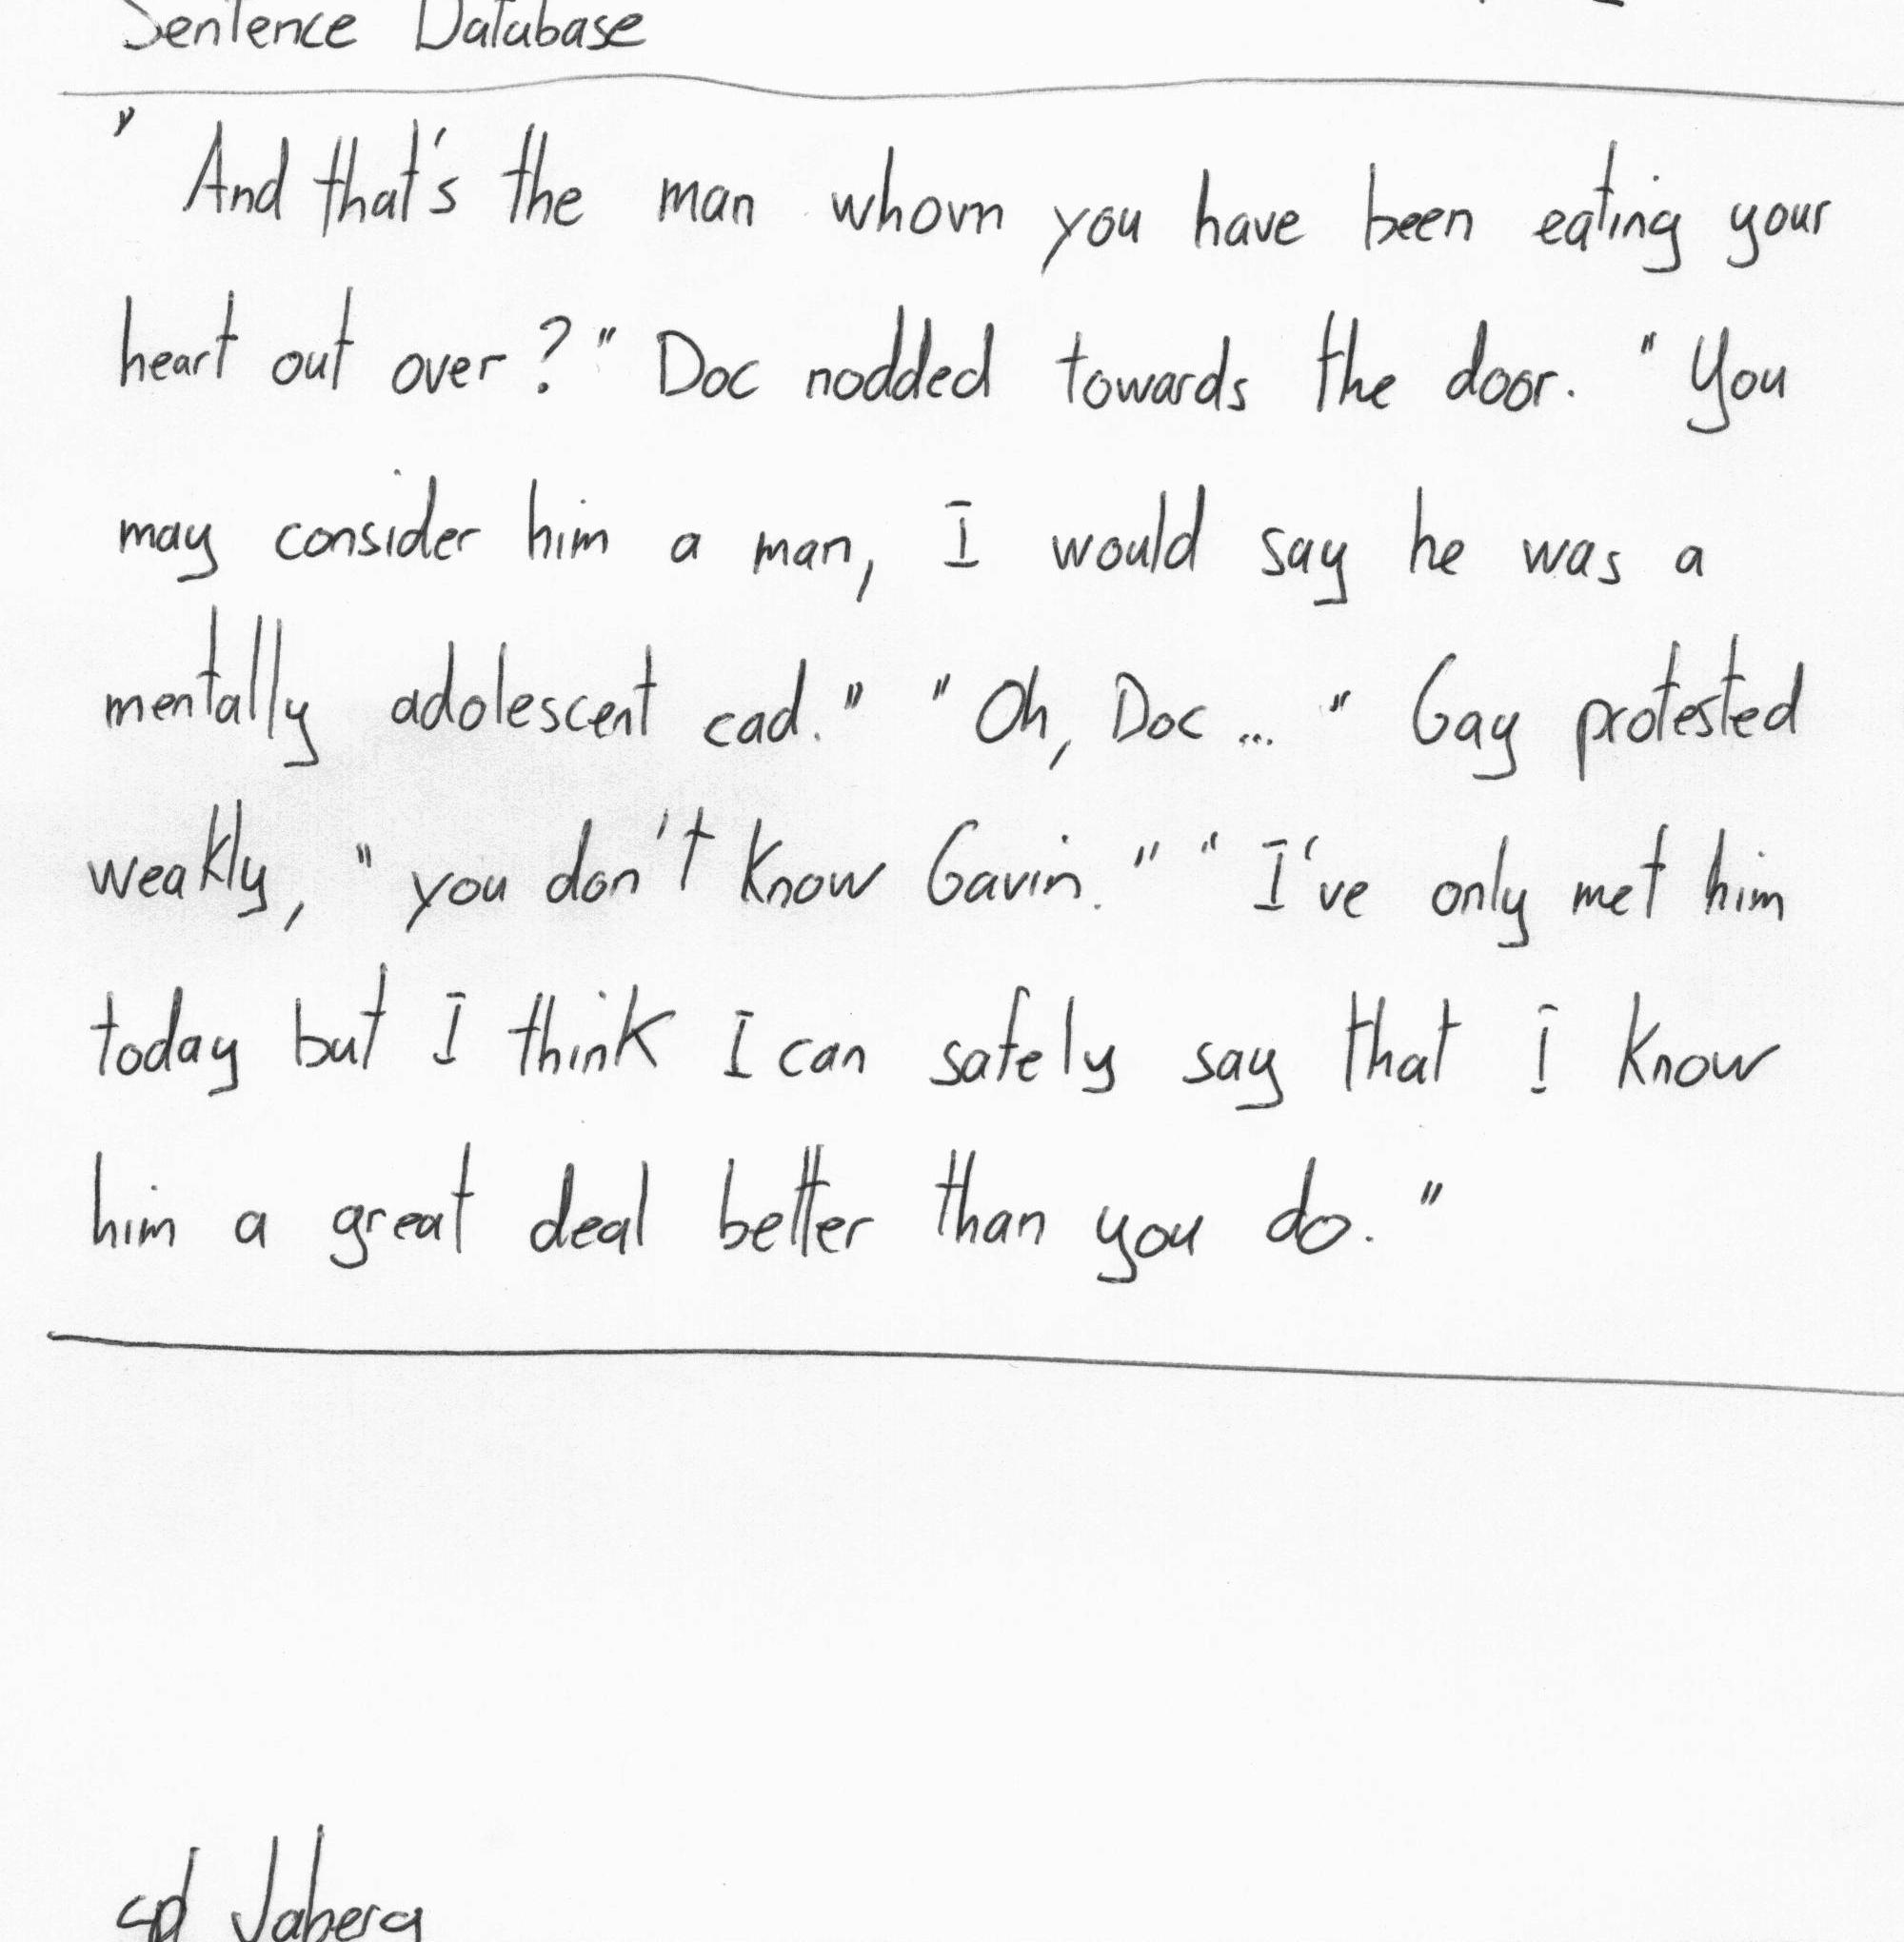 Sentence Database
" And that's the man whom you have been eating your
heart out over ? " Doc nodded towards the door. " You
may consider him a man, I would say he was a
mentally adolescent cad. " " Oh, Doc ... " Gay protested
weakly, " you don't know Gavin. " " I've only met him
today but I think I can safely say that I know
him a great deal better than you do. "